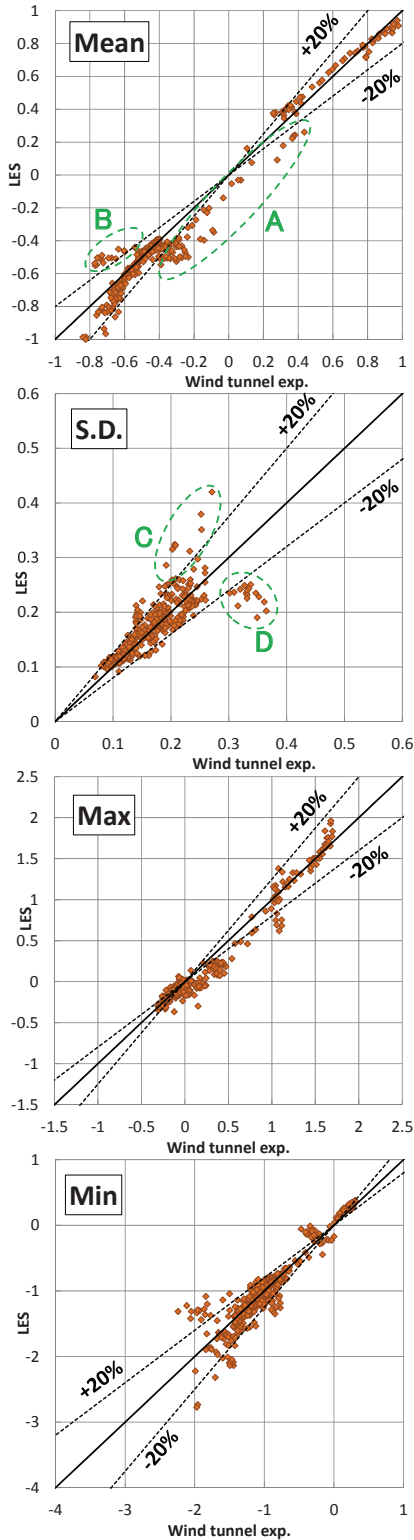 Mean
+20%
-20%
1
0.8
0.6
0.4
0.2
0
-0.2
-0.4
-0.6
-0.8
-1
LES
A
B
-1 -0.8 -0.6 -0.4 -0.2 0 0.2 0.4 0.6 0.8 1
Wind tunnel exp.
S.D.
+20%
-20%
0.6
0.5
0.4
0.3
0.2
0.1
0
LES
C
D
0 0.1 0.2 0.3 0.4 0.5 0.6
Wind tunnel exp.
Max
+20%
-20%
2.5
2
1.5
1
0.5
0
-0.5
-1
-1.5
LES
-1.5 -1 -0.5 0 0.5 1 1.5 2 2.5
Wind tunnel exp.
Min
+20%
-20%
1
0
-1
-2
-3
-4
LES
-4 -3 -2 -1 0 1
Wind tunnel exp.